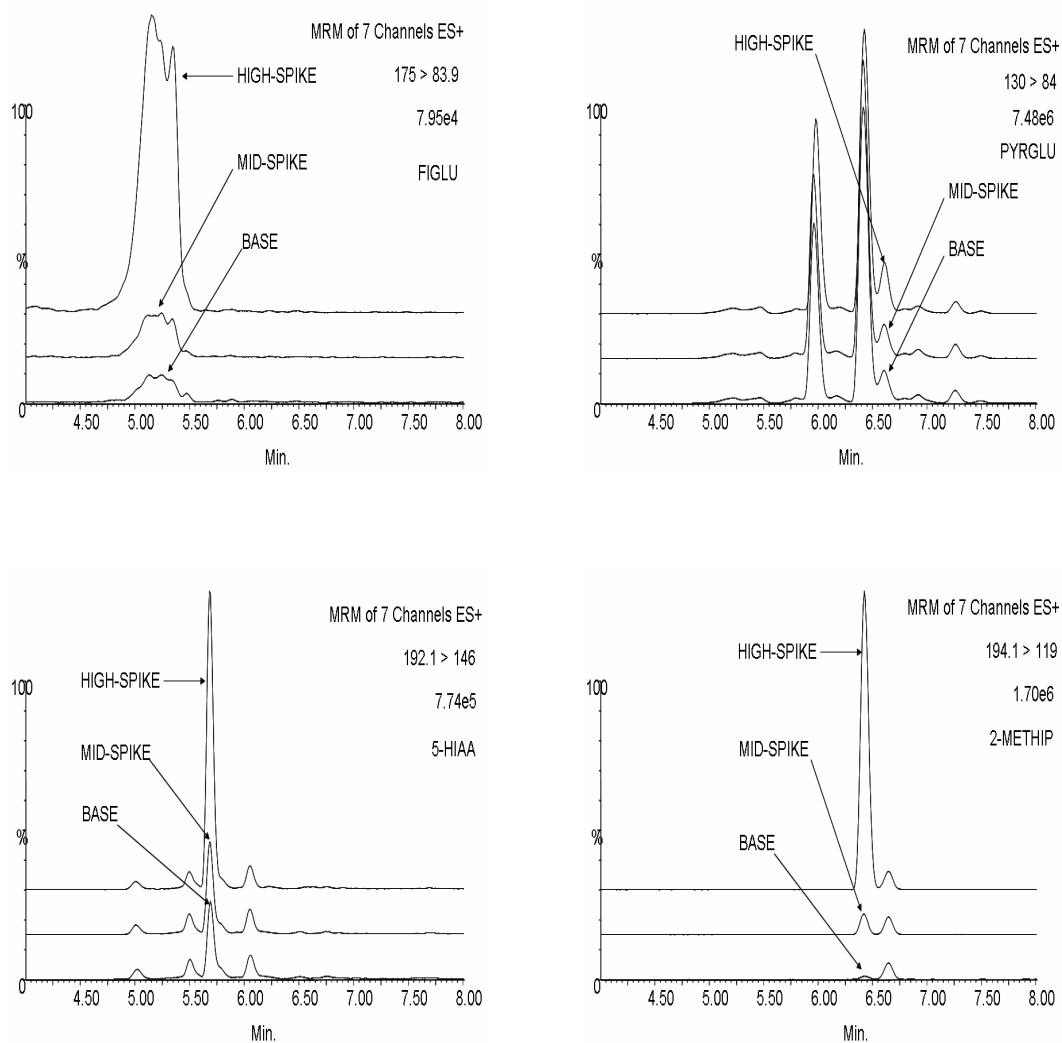 MRM of 7 Channels ES+
HIGH-SPIKE
175 > 83.9
100
7.95e4
MID-SPIKE
FIGLU
BASE
%
0
4.50 5.00 5.50 6.00 6.50 7.00 7.50 8.00
Min.
HIGH-SPIKE
MRM of 7 Channels ES+
130 > 84
100
7.48e6
PYRGLU
MID-SPIKE
BASE
%
0
4.50 5.00 5.50 6.00 6.50 7.00 7.50 8.00
Min.
MRM of 7 Channels ES+
192.1 > 146
HIGH-SPIKE
100
7.74e5
5-HIAA
MID-SPIKE
BASE
%
0
4.50 5.00 5.50 6.00 6.50 7.00 7.50 8.00
Min.
MRM of 7 Channels ES+
HIGH-SPIKE
194.1 > 119
100
1.70e6
2-METHIP
MID-SPIKE
BASE
%
0
4.50 5.00 5.50 6.00 6.50 7.00 7.50 8.00
Min.